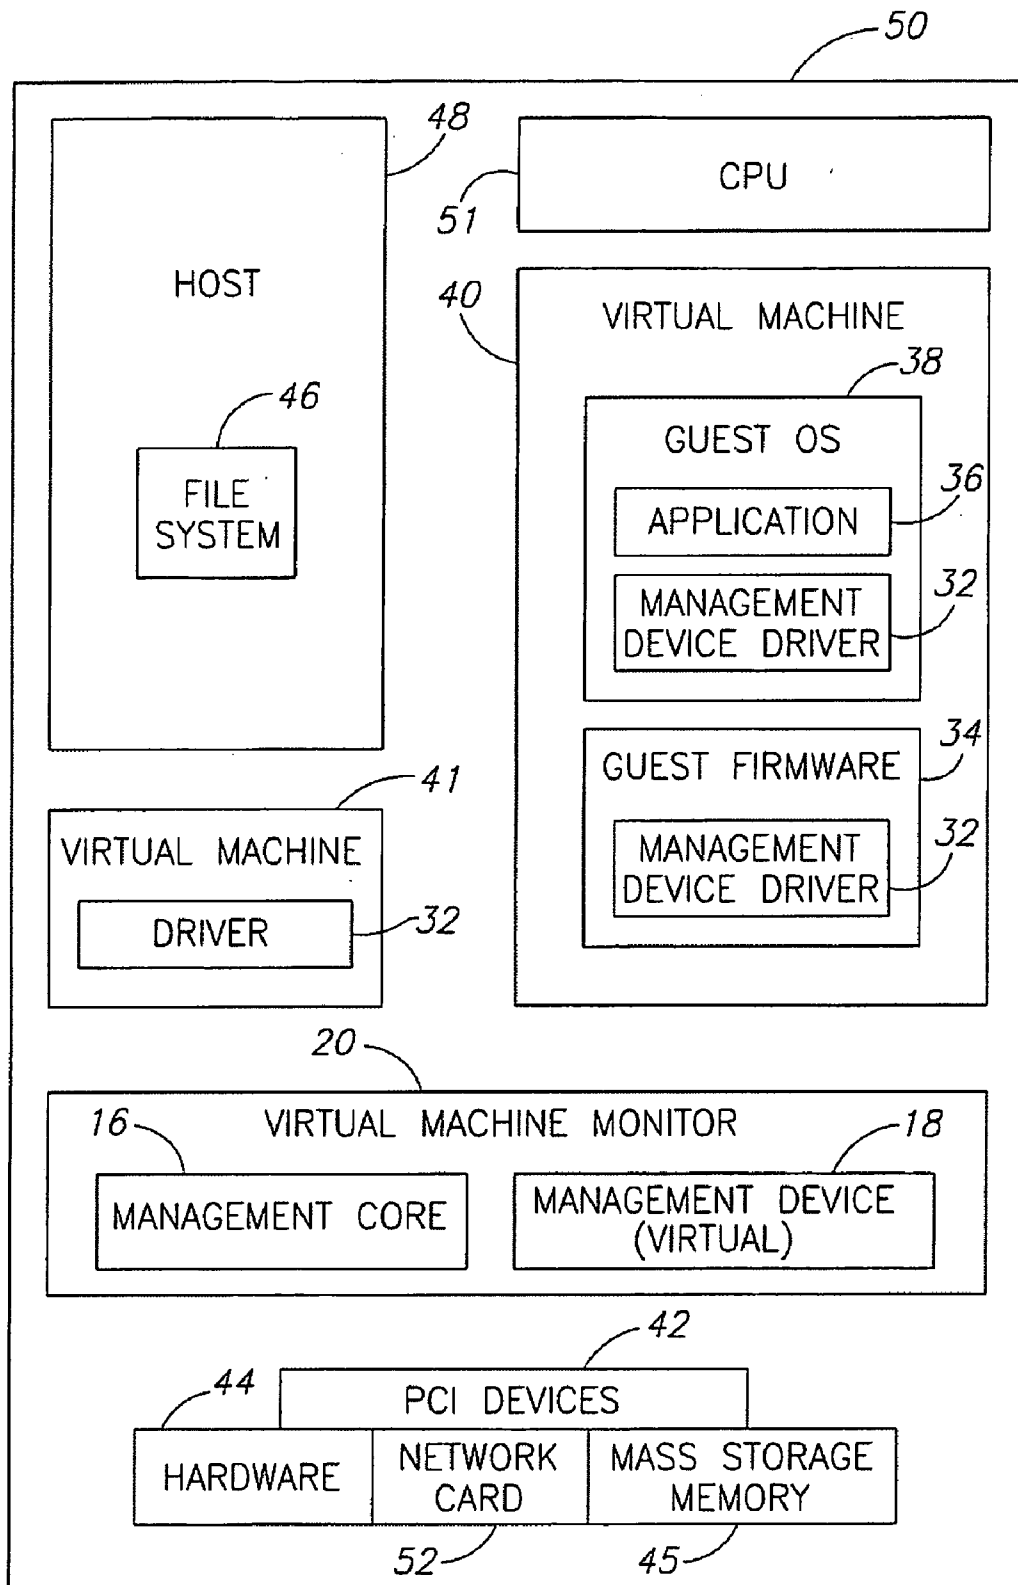 50
48
CPU
51
HOST
40
VIRTUAL MACHINE
38
46
GUEST OS
FILE
SYSTEM
36
APPLICATION
32
MANAGEMENT
DEVICE DRIVER
34
GUEST FIRMWARE
41
VIRTUAL MACHINE
32
MANAGEMENT
DEVICE DRIVER
DRIVER
32
20
16
VIRTUAL MACHINE MONITOR
18
MANAGEMENT CORE
MANAGEMENT DEVICE
(VIRTUAL)
42
44
PCI DEVICES
HARDWARE
NETWORK
CARD
MASS STORAGE
MEMORY
52
45